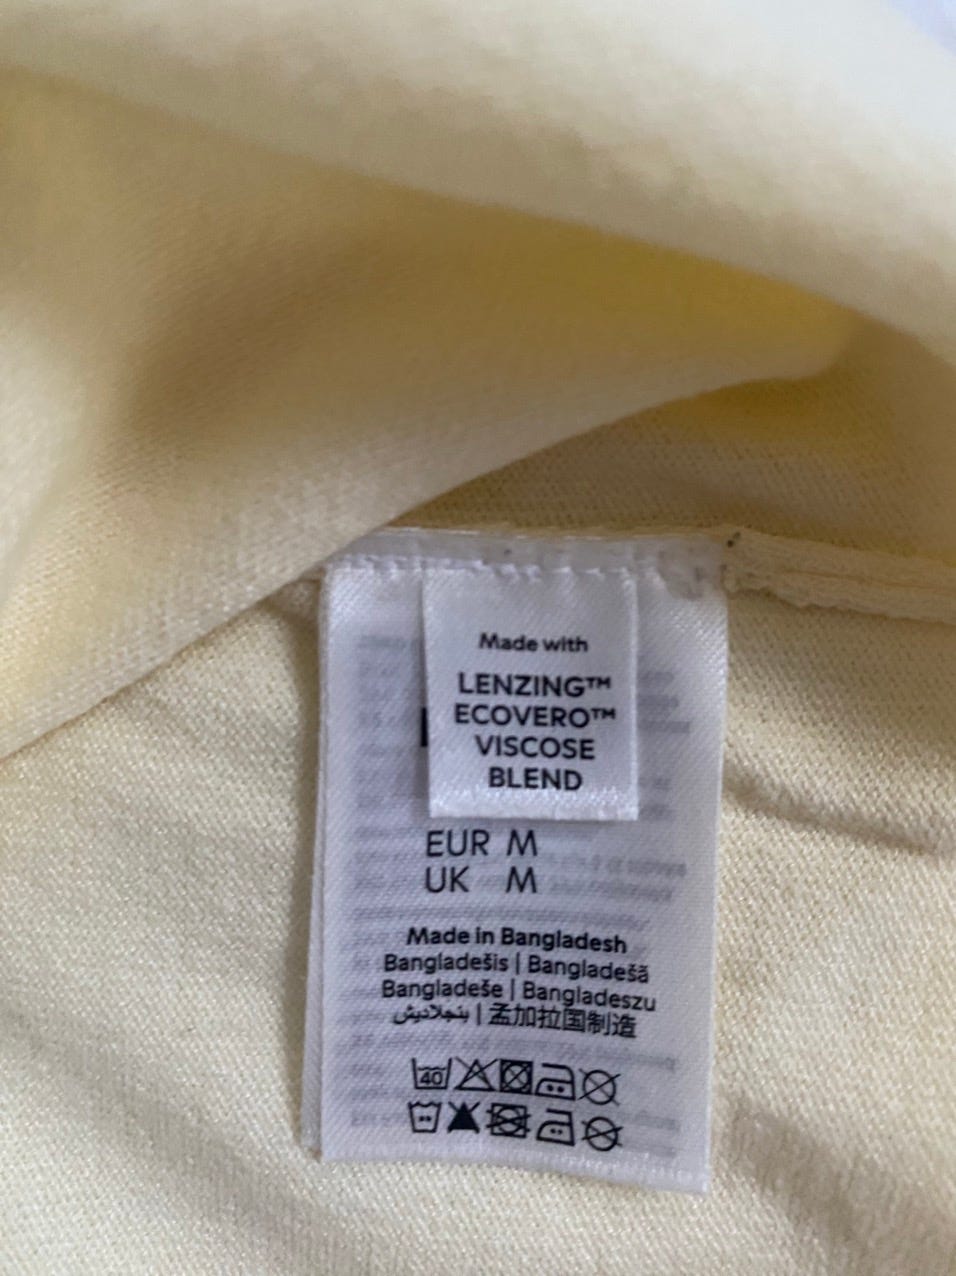 Made with
LENZING™
ECOVERO™
VISCOSE
BLEND
EUR M
UK M
Made in Bangladesh
Bangladešis | Bangladešā
Bangladeše | Bangladeszu
بنجلاديش | 孟加拉国制造
40